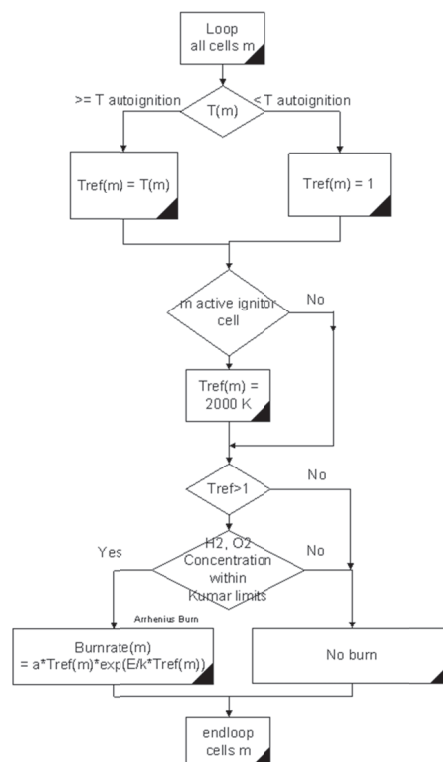 Loop
all cells m
>= T autoignition
< T autoignition
T(m)
Tref(m) = T(m)
Tref(m) = 1
m active ignitor
cell
No
Tref(m) =
2000 K
Tref>1
No
Yes
H2, O2
Concentration
within
Kumar limits
No
Arrhenius Burn
Burnrate(m)
= a*Tref(m)*exp(E/k*Tref(m))
No burn
endloop
cells m